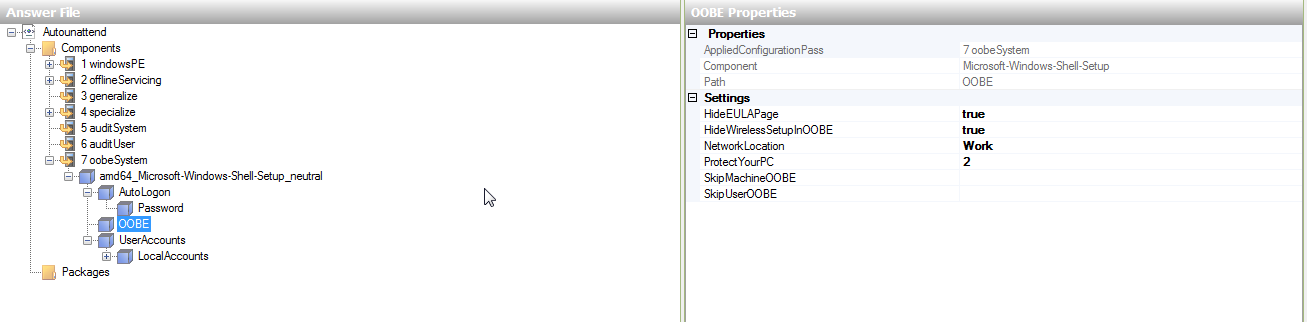 Answer File
Autounattend
Components
1 windowsPE
2 offlineServicing
3 generalize
4 specialize
5 auditSystem
6 auditUser
7 oobeSystem
amd64_Microsoft-Windows-Shell-Setup_neutral
AutoLogon
Password
OOBE
UserAccounts
LocalAccounts
Packages
OOBE Properties
Properties
AppliedConfigurationPass 7 oobeSystem
Component Microsoft-Windows-Shell-Setup
Path OOBE
Settings
HideEULAPage true
HideWirelessSetupInOOBE true
NetworkLocation Work
ProtectYourPC 2
SkipMachineOOBE
SkipUserOOBE